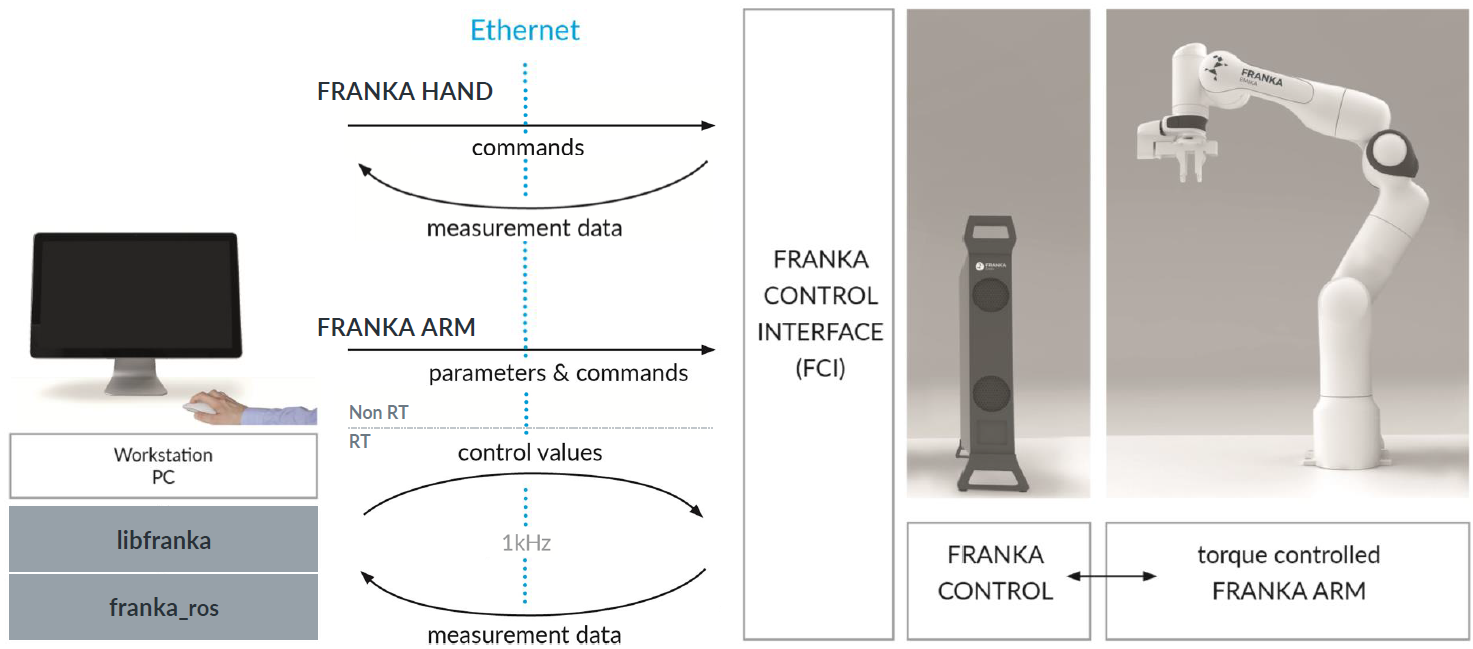 Ethernet
FRANKA HAND
commands
measurement data
FRANKA ARM
parameters & commands
Non RT
RT
control values
1kHz
measurement data
Workstation
PC
libfranka
franka_ros
FRANKA
CONTROL
INTERFACE
(FCI)
FRANKA
FRANKA
EMIKA
FRANKA
CONTROL
torque controlled
FRANKA ARM